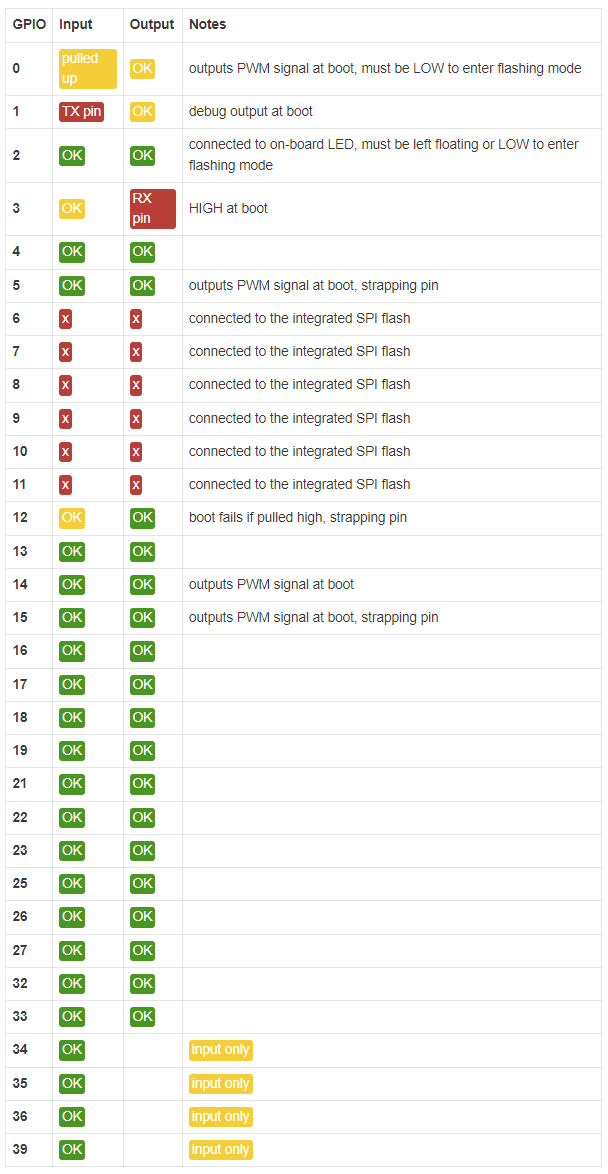 GPIO Input Output Notes
0 pulled up OK outputs PWM signal at boot, must be LOW to enter flashing mode
1 TX pin OK debug output at boot
2 OK OK connected to on-board LED, must be left floating or LOW to enter
flashing mode
3 OK RX pin HIGH at boot
4 OK OK
5 OK OK outputs PWM signal at boot, strapping pin
6 x x connected to the integrated SPI flash
7 x x connected to the integrated SPI flash
8 x x connected to the integrated SPI flash
9 x x connected to the integrated SPI flash
10 x x connected to the integrated SPI flash
11 x x connected to the integrated SPI flash
12 OK OK boot fails if pulled high, strapping pin
13 OK OK
14 OK OK outputs PWM signal at boot
15 OK OK outputs PWM signal at boot, strapping pin
16 OK OK
17 OK OK
18 OK OK
19 OK OK
21 OK OK
22 OK OK
23 OK OK
25 OK OK
26 OK OK
27 OK OK
32 OK OK
33 OK OK
34 OK input only
35 OK input only
36 OK input only
39 OK input only